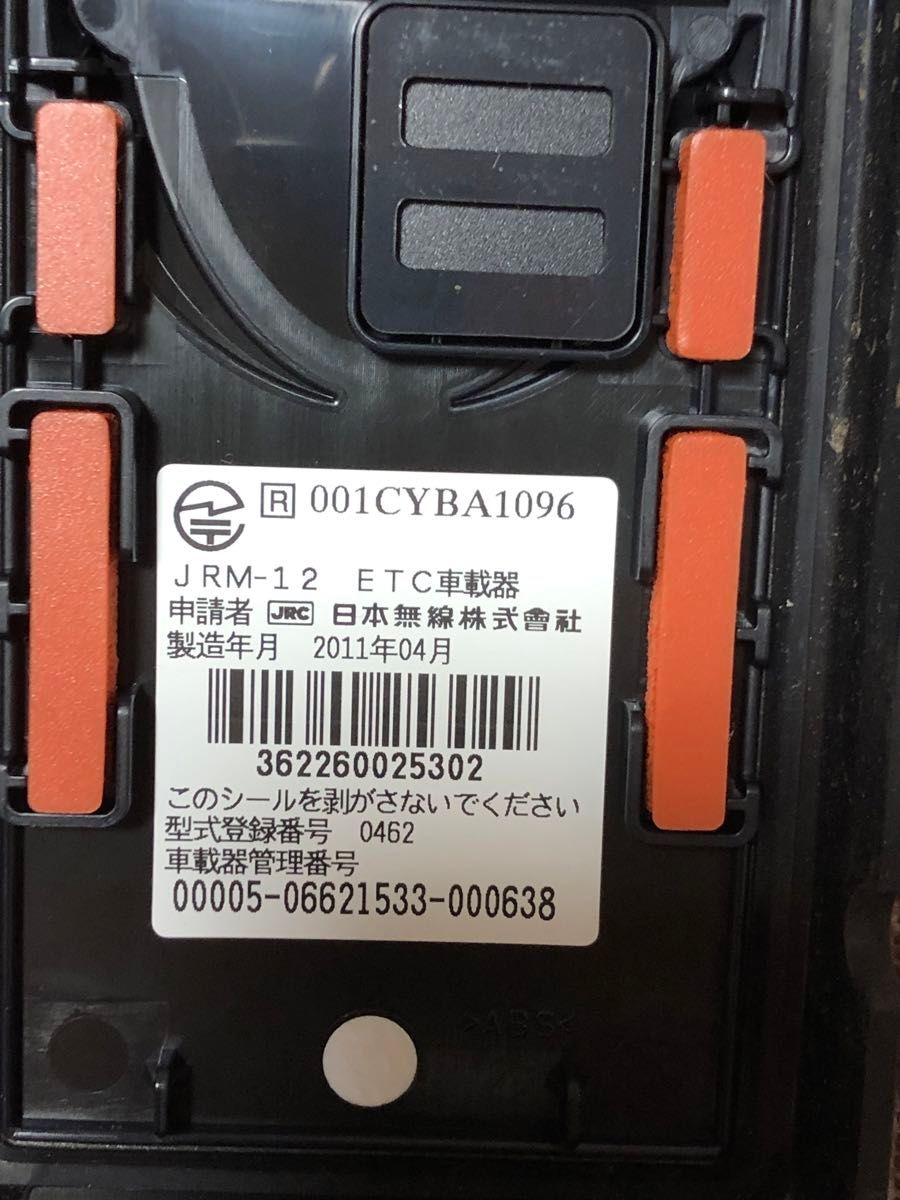 R 001CYBA1096
JRM-12 ETC車載器
申請者 JRC 日本無線株式會社
製造年月 2011年04月
362260025302
このシールを剥がさないでください
型式登録番号 0462
車載器管理番号
00005-06621533-000638
>ABS<